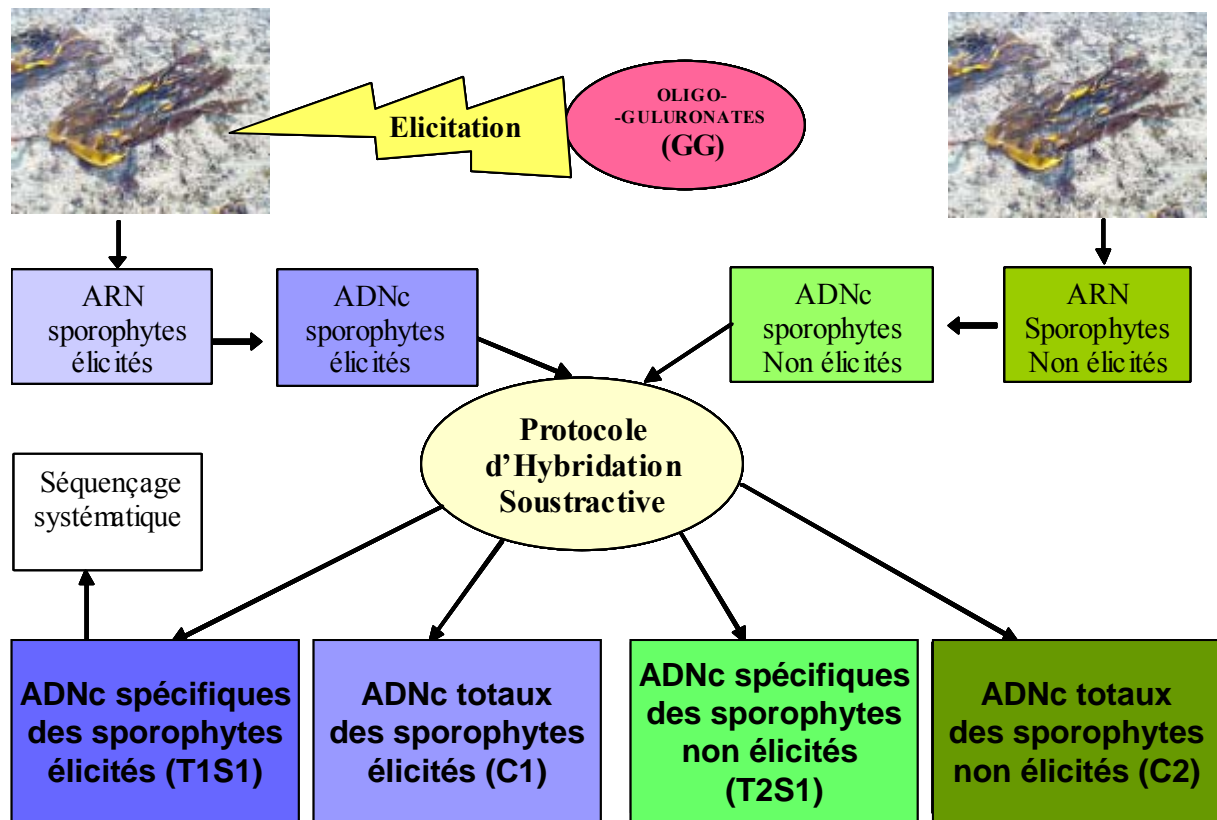 Elicitation
OLIGO-
-GULURONATES
(GG)
ARN
sporophytes
élicités
ADNc
sporophytes
élicités
ADNc
sporophytes
Non élicités
ARN
Sporophytes
Non élicités
Protocole
d'Hybridation
Soustractive
Séquençage
systématique
ADNc spécifiques
des sporophytes
élicités (T1S1)
ADNc totaux
des sporophytes
élicités (C1)
ADNc spécifiques
des sporophytes
non élicités
(T2S1)
ADNc totaux
des sporophytes
non élicités (C2)